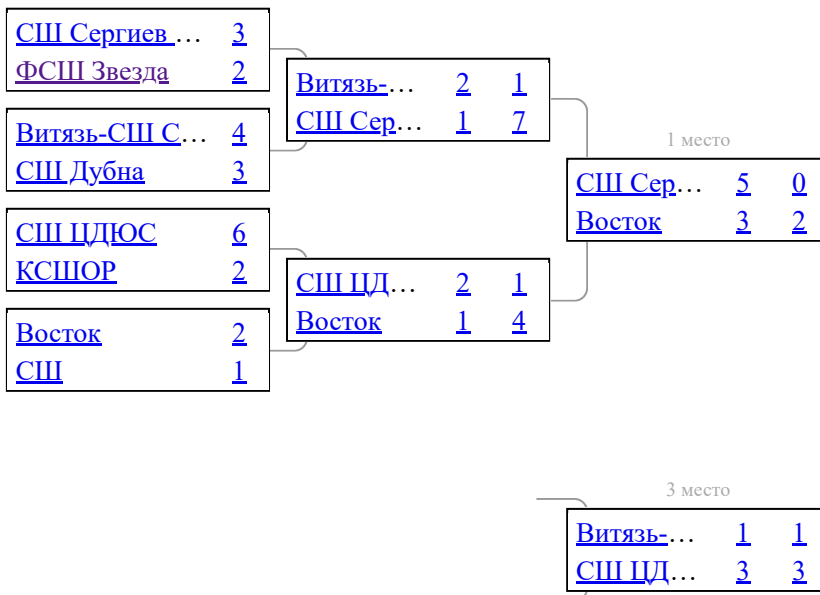 СШ Сергиев … 3
ФСШ Звезда 2
Витязь-СШ С… 4
СШ Дубна 3
СШ ЦДЮС 6
КСШОР 2
Восток 2
СШ 1
Витязь-… 2 1
СШ Сер… 1 7
СШ ЦД… 2 1
Восток 1 4
1 место
СШ Сер… 5 0
Восток 3 2
3 место
Витязь-… 1 1
СШ ЦД… 3 3